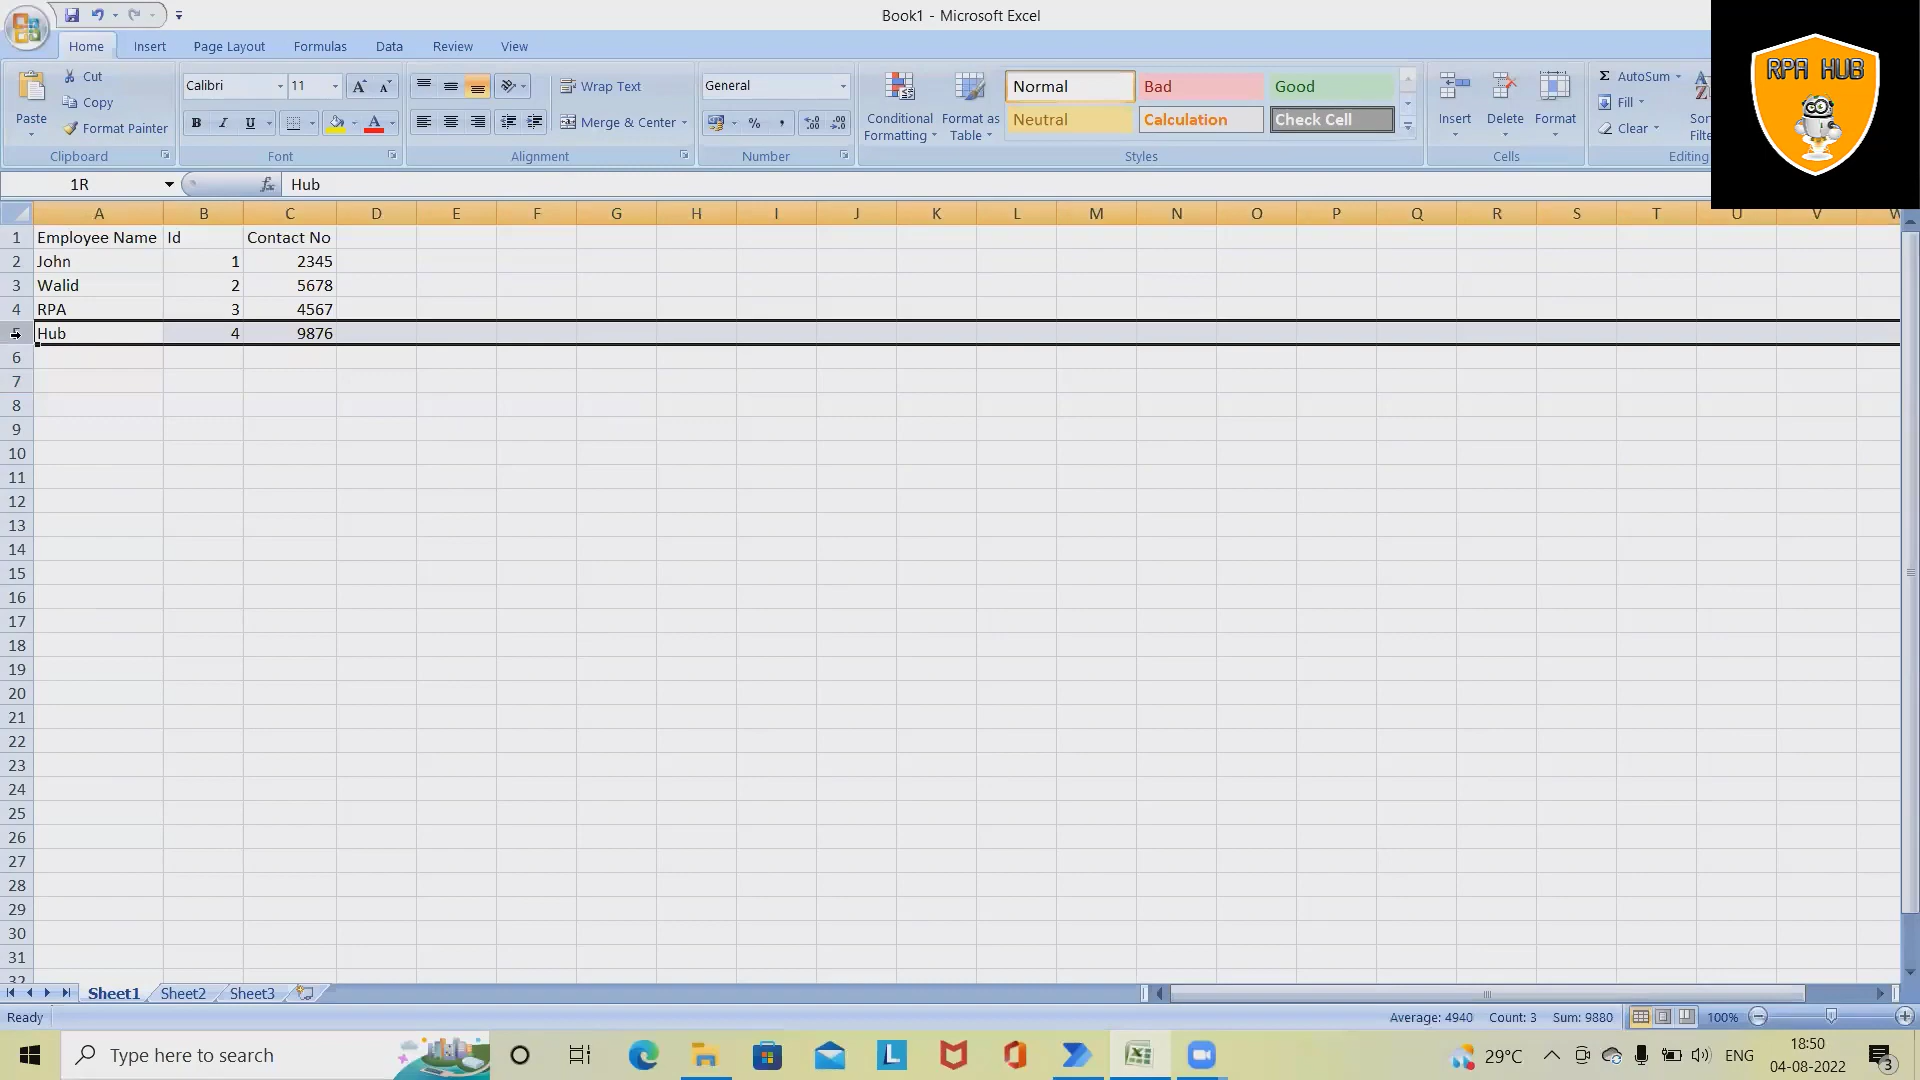 Book1 - Microsoft Excel
Home Insert Page Layout Formulas Data Review View
RPA HUB
Paste
Cut
Copy
Format Painter
Clipboard
Calibri 11
B I U
Font
Wrap Text
Merge & Center
Alignment
General
%
Number
Conditional Formatting
Format as Table
Normal Bad Good
Neutral Calculation Check Cell
Styles
Insert Delete Format
Cells
Σ AutoSum
Fill
Clear
Editing
1R fx Hub
A B C D E F G H I J K L M N O P Q R S T U V W
1 Employee Name Id Contact No
2 John 1 2345
3 Walid 2 5678
4 RPA 3 4567
5 Hub 4 9876
6
7
8
9
10
11
12
13
14
15
16
17
18
19
20
21
22
23
24
25
26
27
28
29
30
31
32
Sheet1 Sheet2 Sheet3
Ready Average: 4940 Count: 3 Sum: 9880 100%
Type here to search 29°C ENG 18:50
04-08-2022 3